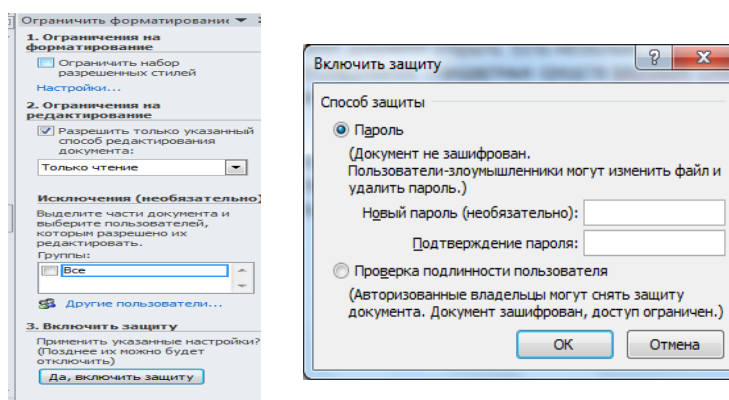 Ограничить форматировани
1. Ограничения на
форматирование
Ограничить набор
разрешенных стилей
Настройки...
2. Ограничения на
редактирование
Разрешить только указанный
способ редактирования
документа:
Только чтение
Исключения (необязательно)
Выделите части документа и
выберите пользователей,
которым разрешено их
редактировать.
Группы:
Все
Другие пользователи...
3. Включить защиту
Применить указанные настройки?
(Позднее их можно будет
отключить)
Да, включить защиту
Включить защиту
Способ защиты
Пароль
(Документ не зашифрован.
Пользователи-злоумышленники могут изменить файл и
удалить пароль.)
Новый пароль (необязательно):
Подтверждение пароля:
Проверка подлинности пользователя
(Авторизованные владельцы могут снять защиту
документа. Документ зашифрован, доступ ограничен.)
ОК
Отмена